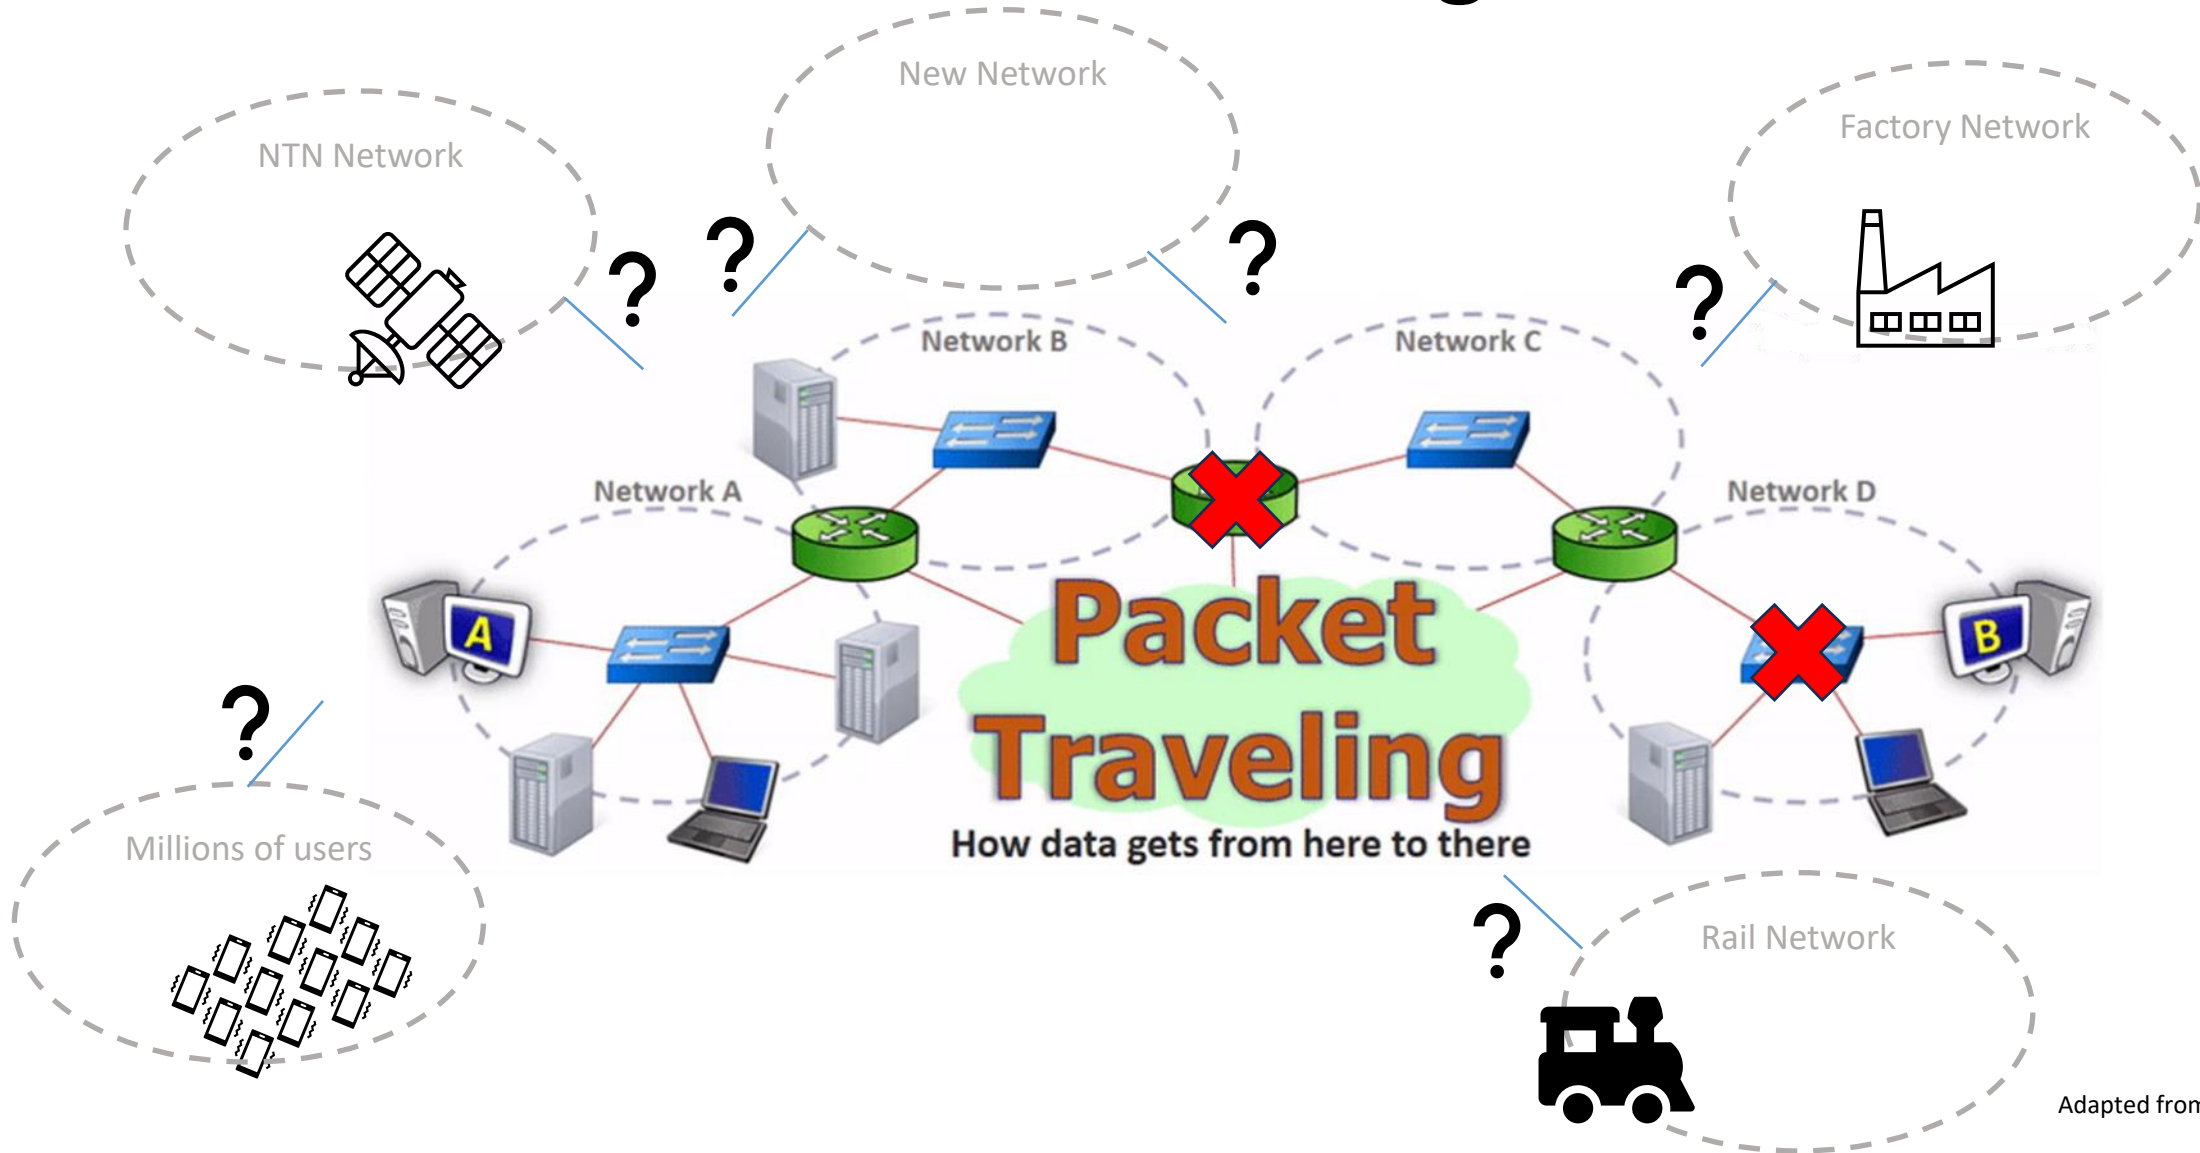 New Network
NTN Network
Factory Network
?
?
?
?
Network B
Network C
Network A
Network D
A
B
Packet
Traveling
How data gets from here to there
?
Millions of users
?
Rail Network
Adapted from